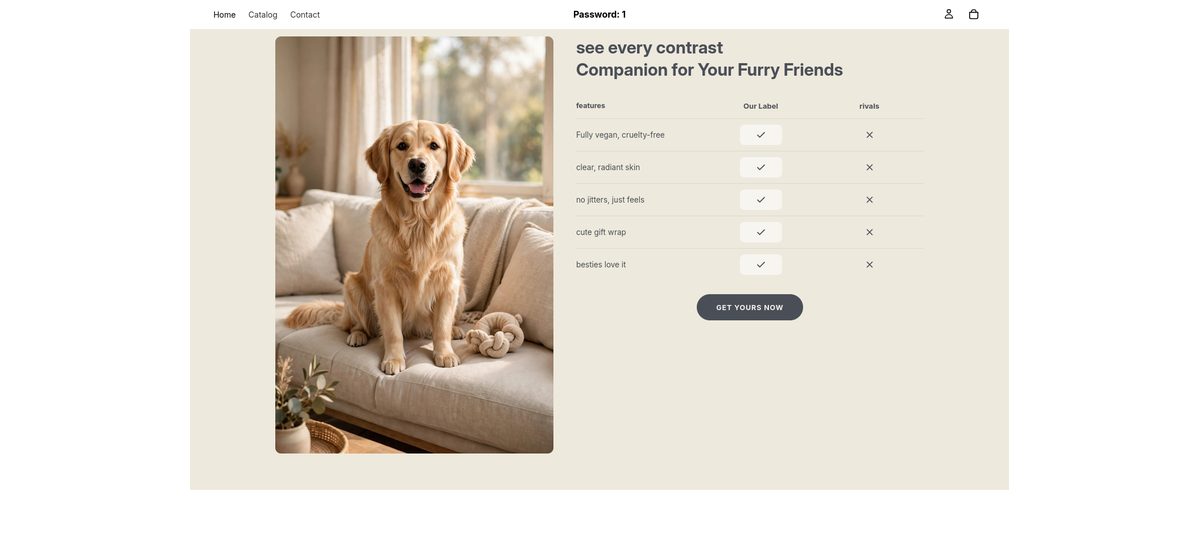 Home Catalog Contact Password: 1
see every contrast
Companion for Your Furry Friends
features Our Label rivals
Fully vegan, cruelty-free
clear, radiant skin
no jitters, just feels
cute gift wrap
besties love it
GET YOURS NOW